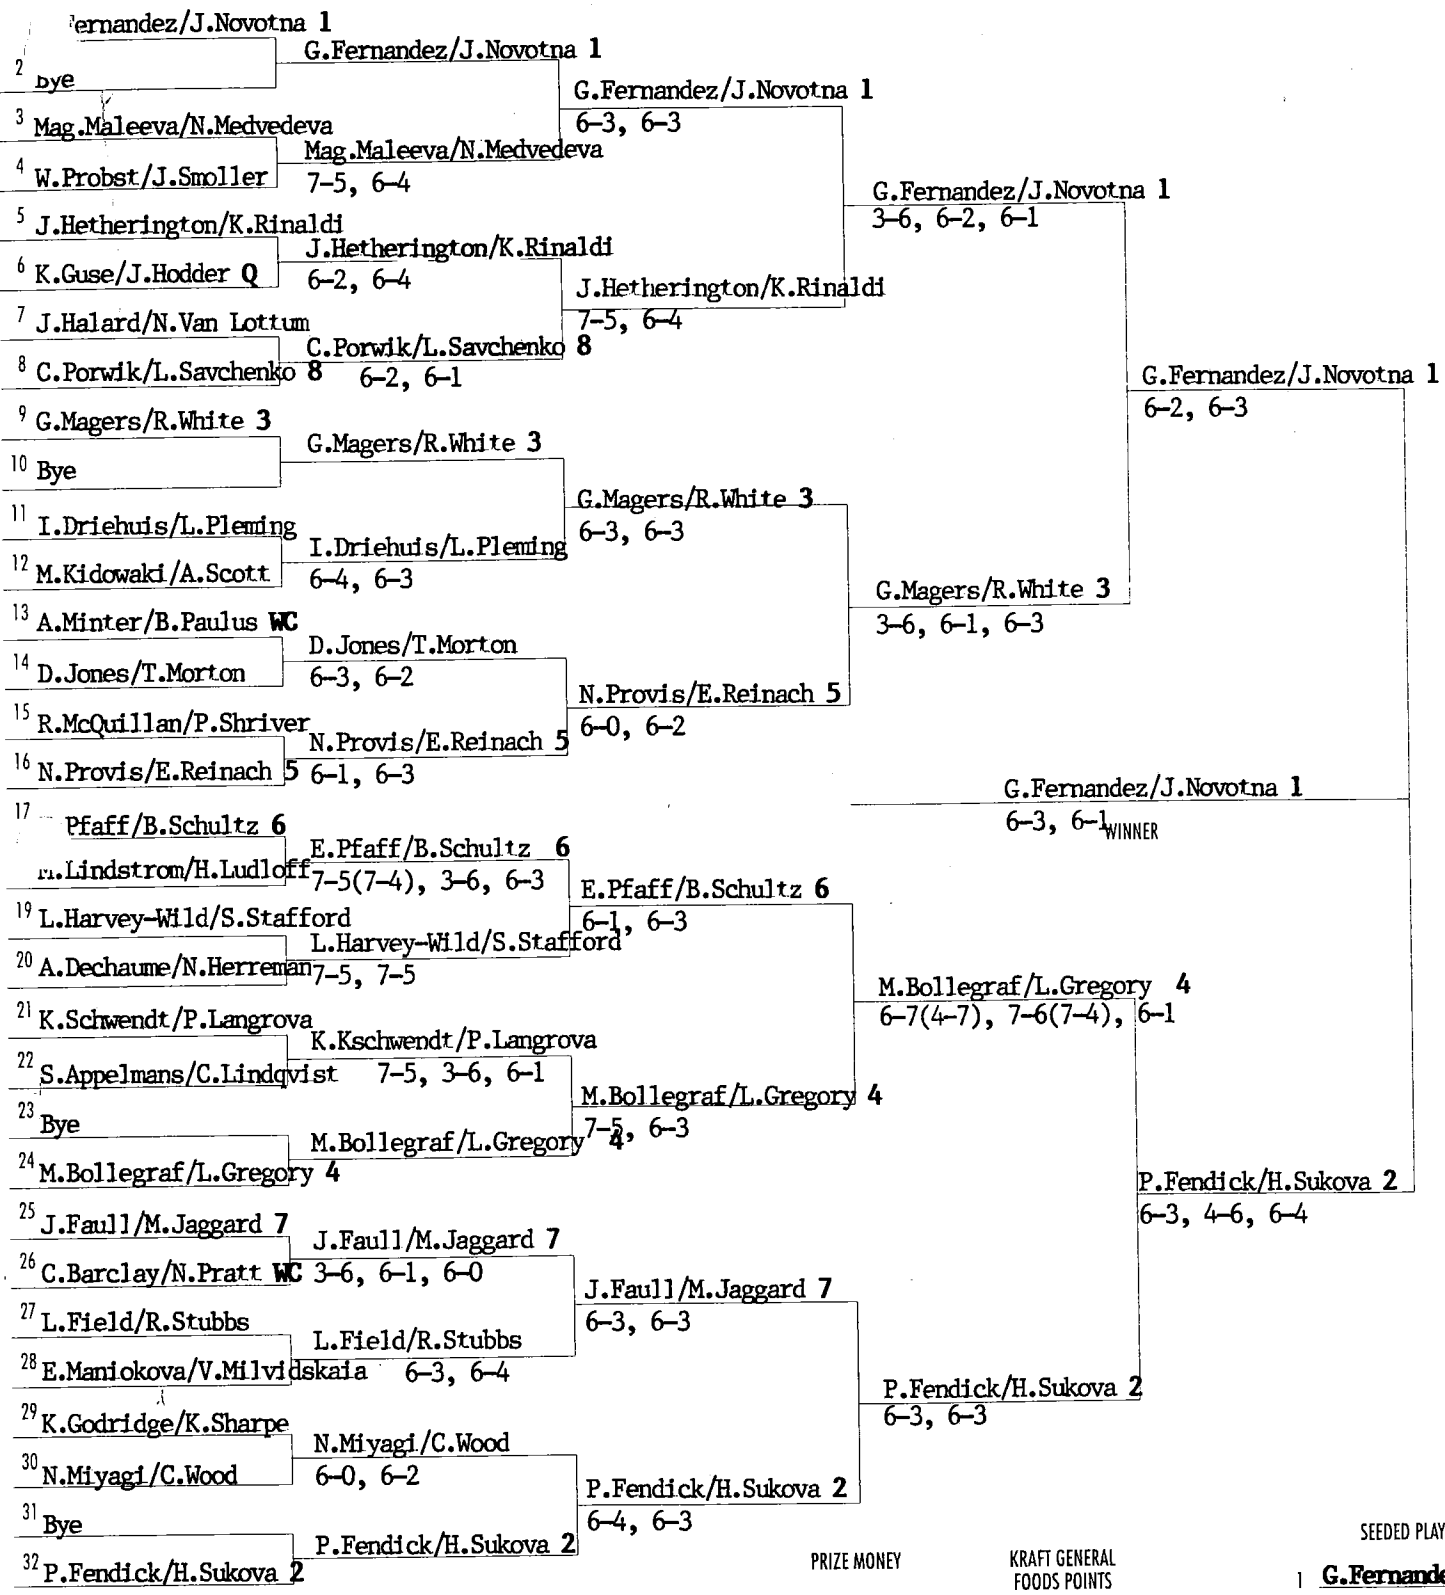 ernandez/J.Novotna 1
2 bye
3 Mag.Maleeva/N.Medvedeva
4 W.Probst/J.Smoller
5 J.Hetherington/K.Rinaldi
6 K.Guse/J.Hodder Q
7 J.Halard/N.Van Lottum
8 C.Porwik/L.Savchenko 8
9 G.Magers/R.White 3
10 Bye
11 I.Driehuis/L.Pleming
12 M.Kidowaki/A.Scott
13 A.Minter/B.Paulus WC
14 D.Jones/T.Morton
15 R.McQuillan/P.Shriver
16 N.Provis/E.Reinach 5
17 Pfaff/B.Schultz 6
.Lindstrom/H.Ludloff
19 L.Harvey-Wild/S.Stafford
20 A.Dechaume/N.Herreman
21 K.Schwendt/P.Langrova
22 S.Appelmans/C.Lindqvist
23 Bye
24 M.Bollegraf/L.Gregory 4
25 J.Faull/M.Jaggard 7
26 C.Barclay/N.Pratt WC
27 L.Field/R.Stubbs
28 E.Maniokova/V.Milvidskaia
29 K.Godridge/K.Sharpe
30 N.Miyagi/C.Wood
31 Bye
32 P.Fendick/H.Sukova 2
G.Fernandez/J.Novotna 1
Mag.Maleeva/N.Medvedeva
7-5, 6-4
J.Hetherington/K.Rinaldi
6-2, 6-4
C.Porwik/L.Savchenko 8
6-2, 6-1
G.Magers/R.White 3
I.Driehuis/L.Pleming
6-4, 6-3
D.Jones/T.Morton
6-3, 6-2
N.Provis/E.Reinach 5
6-1, 6-3
E.Pfaff/B.Schultz 6
7-5(7-4), 3-6, 6-3
L.Harvey-Wild/S.Stafford
7-5, 7-5
K.Kschwendt/P.Langrova
7-5, 3-6, 6-1
M.Bollegraf/L.Gregory 4
J.Faull/M.Jaggard 7
3-6, 6-1, 6-0
L.Field/R.Stubbs
6-3, 6-4
N.Miyagi/C.Wood
6-0, 6-2
P.Fendick/H.Sukova 2
G.Fernandez/J.Novotna 1
6-3, 6-3
J.Hetherington/K.Rinaldi
7-5, 6-4
G.Magers/R.White 3
6-3, 6-3
N.Provis/E.Reinach 5
6-0, 6-2
E.Pfaff/B.Schultz 6
6-1, 6-3
M.Bollegraf/L.Gregory 4
7-5, 6-3
J.Faull/M.Jaggard 7
6-3, 6-3
P.Fendick/H.Sukova 2
6-4, 6-3
G.Fernandez/J.Novotna 1
3-6, 6-2, 6-1
G.Magers/R.White 3
3-6, 6-1, 6-3
M.Bollegraf/L.Gregory 4
6-7(4-7), 7-6(7-4), 6-1
P.Fendick/H.Sukova 2
6-3, 6-3
G.Fernandez/J.Novotna 1
6-2, 6-3
P.Fendick/H.Sukova 2
6-3, 4-6, 6-4
G.Fernandez/J.Novotna 1
6-3, 6-1 WINNER
PRIZE MONEY
KRAFT GENERAL
FOODS POINTS
SEEDED PLAY
1 G.Fernande